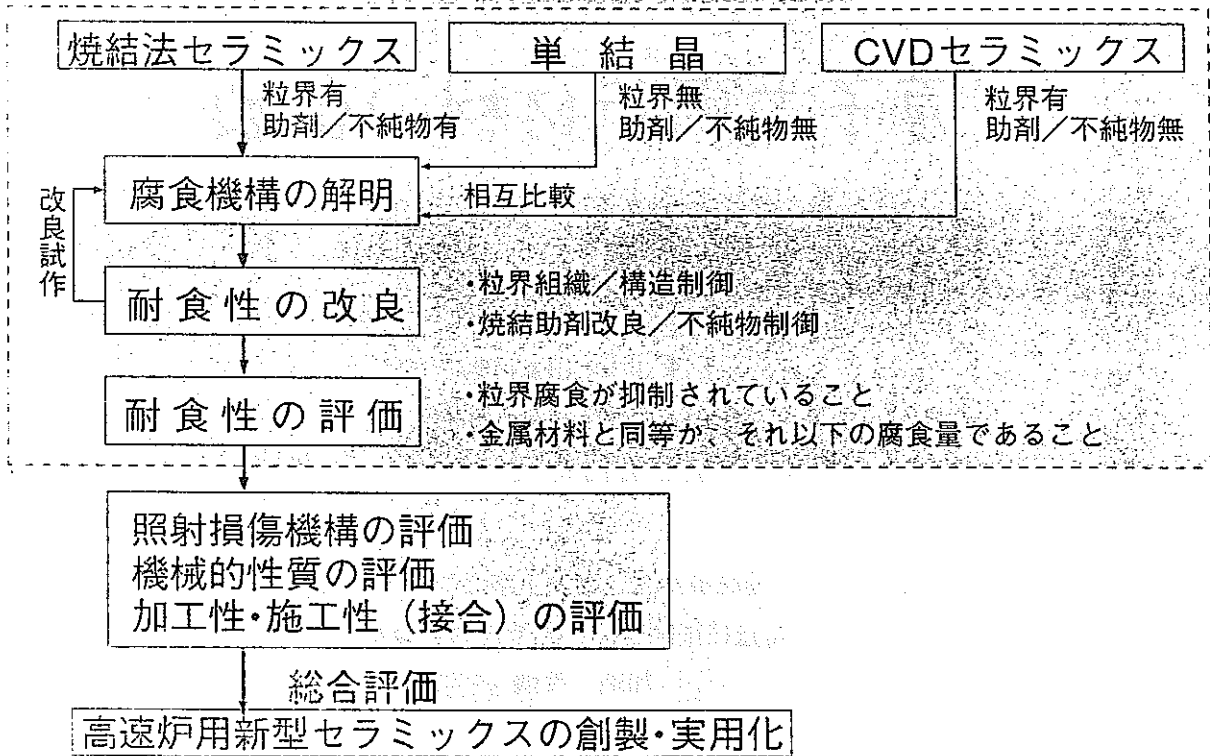 焼結法セラミックス
単結晶
CVDセラミックス
粒界有
助剤／不純物有
粒界無
助剤／不純物無
粒界有
助剤／不純物無
腐食機構の解明
相互比較
改良試作
耐食性の改良
・粒界組織／構造制御
・焼結助剤改良／不純物制御
耐食性の評価
・粒界腐食が抑制されていること
・金属材料と同等か、それ以下の腐食量であること
照射損傷機構の評価
機械的性質の評価
加工性・施工性（接合）の評価
総合評価
高速炉用新型セラミックスの創製・実用化